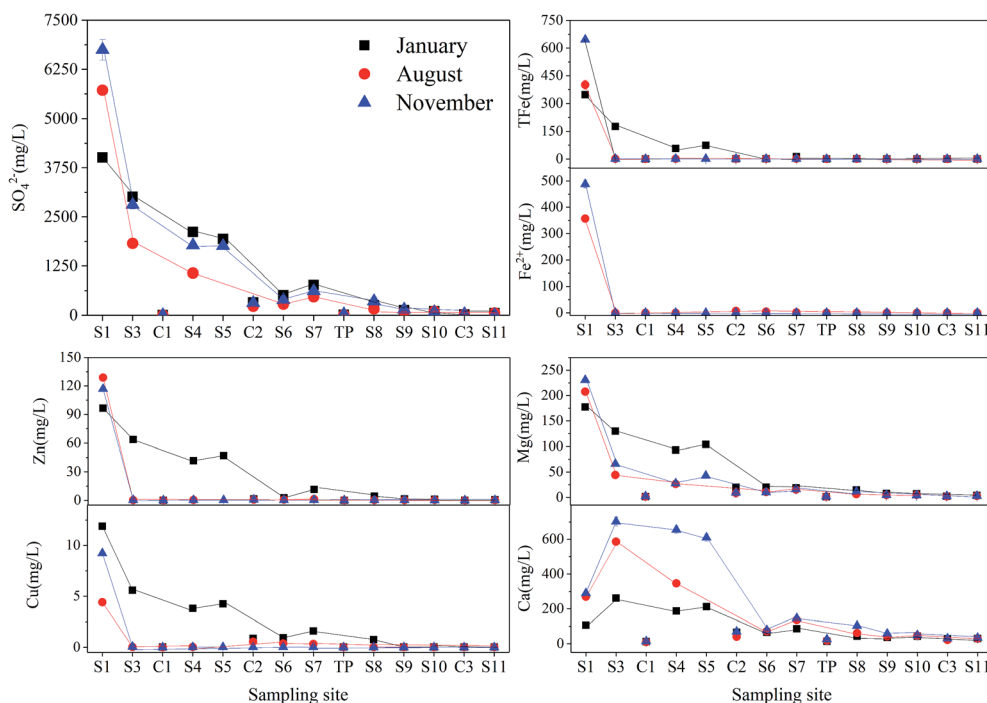 7500
6250
5000
3750
2500
1250
0
SO₄²⁻(mg/L)
January
August
November
S1 S3 C1 S4 S5 C2 S6 S7 TP S8 S9 S10 C3 S11
750
600
450
300
150
0
TFe(mg/L)
500
400
300
200
100
0
Fe²⁺(mg/L)
S1 S3 C1 S4 S5 C2 S6 S7 TP S8 S9 S10 C3 S11
150
120
90
60
30
0
Zn(mg/L)
10
5
0
Cu(mg/L)
S1 S3 C1 S4 S5 C2 S6 S7 TP S8 S9 S10 C3 S11
Sampling site
250
200
150
100
50
0
Mg(mg/L)
600
400
200
0
Ca(mg/L)
S1 S3 C1 S4 S5 C2 S6 S7 TP S8 S9 S10 C3 S11
Sampling site